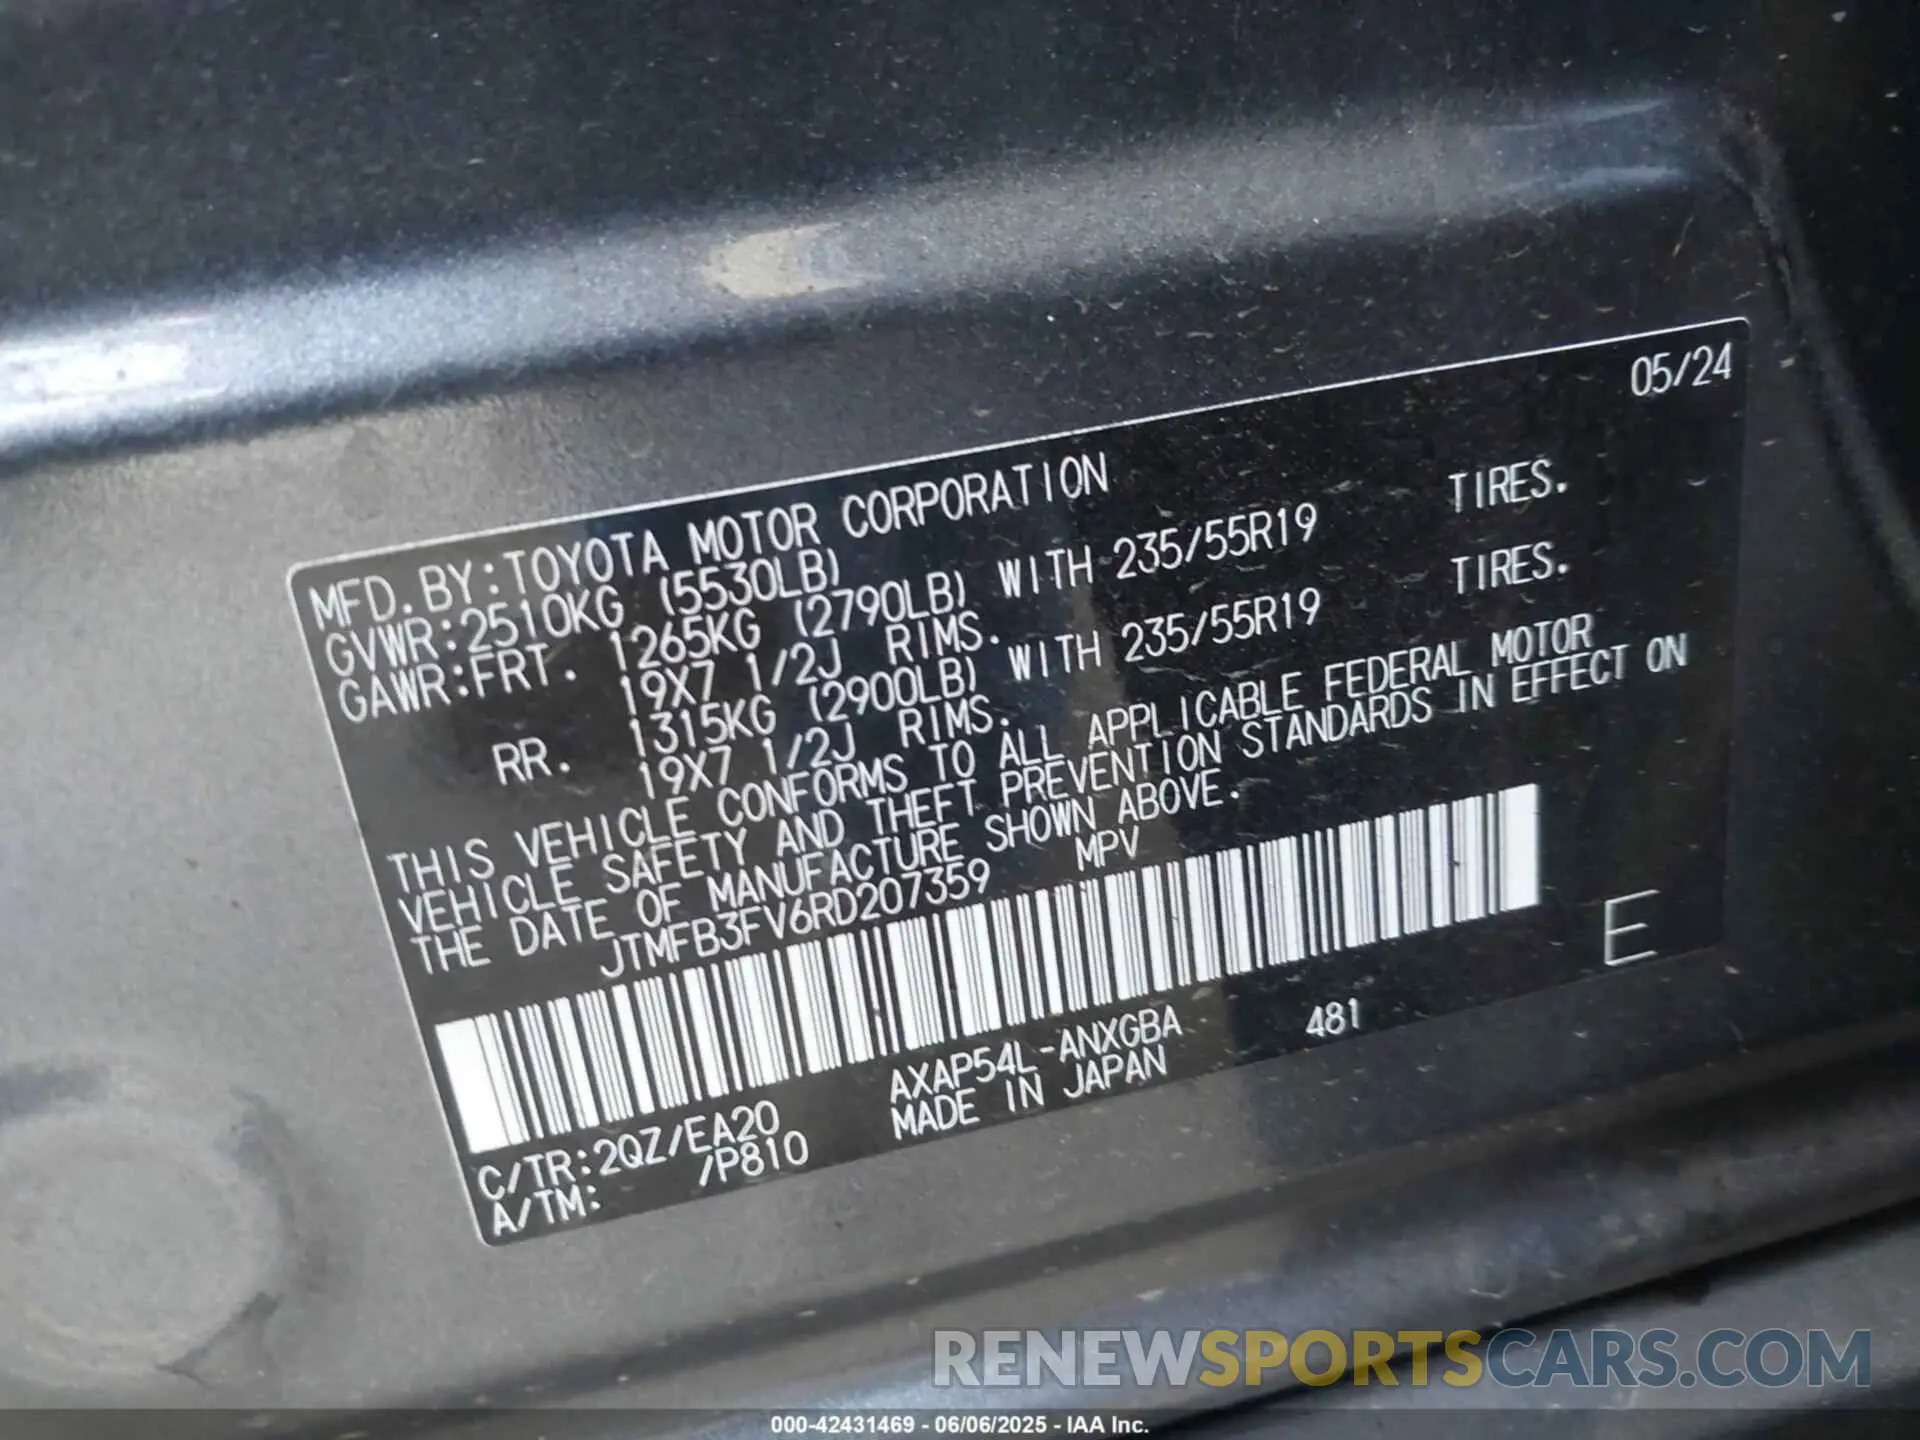 05/24
MFD. BY:TOYOTA MOTOR CORPORATION
GVWR:2510KG (5530LB)
GAWR:FRT. 1265KG (2790LB) WITH 235/55R19 TIRES.
19X7 1/2J RIMS.
RR. 1315KG (2900LB) WITH 235/55R19 TIRES.
19X7 1/2J RIMS.
THIS VEHICLE CONFORMS TO ALL APPLICABLE FEDERAL MOTOR
VEHICLE SAFETY AND THEFT PREVENTION STANDARDS IN EFFECT ON
THE DATE OF MANUFACTURE SHOWN ABOVE.
JTMFB3FV6RD207359 MPV
E
AXAP54L-ANXGBA 481
C/TR:2QZ/EA20 MADE IN JAPAN
A/TM: /P810
RENEWSPORTSCARS.COM
000-42431469 - 06/06/2025 - IAA Inc.